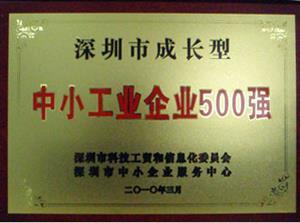 深圳市成长型
中小工业企业500强
深圳市科技工贸和信息化委员会
深圳市中小企业服务中心
二〇一〇年三月